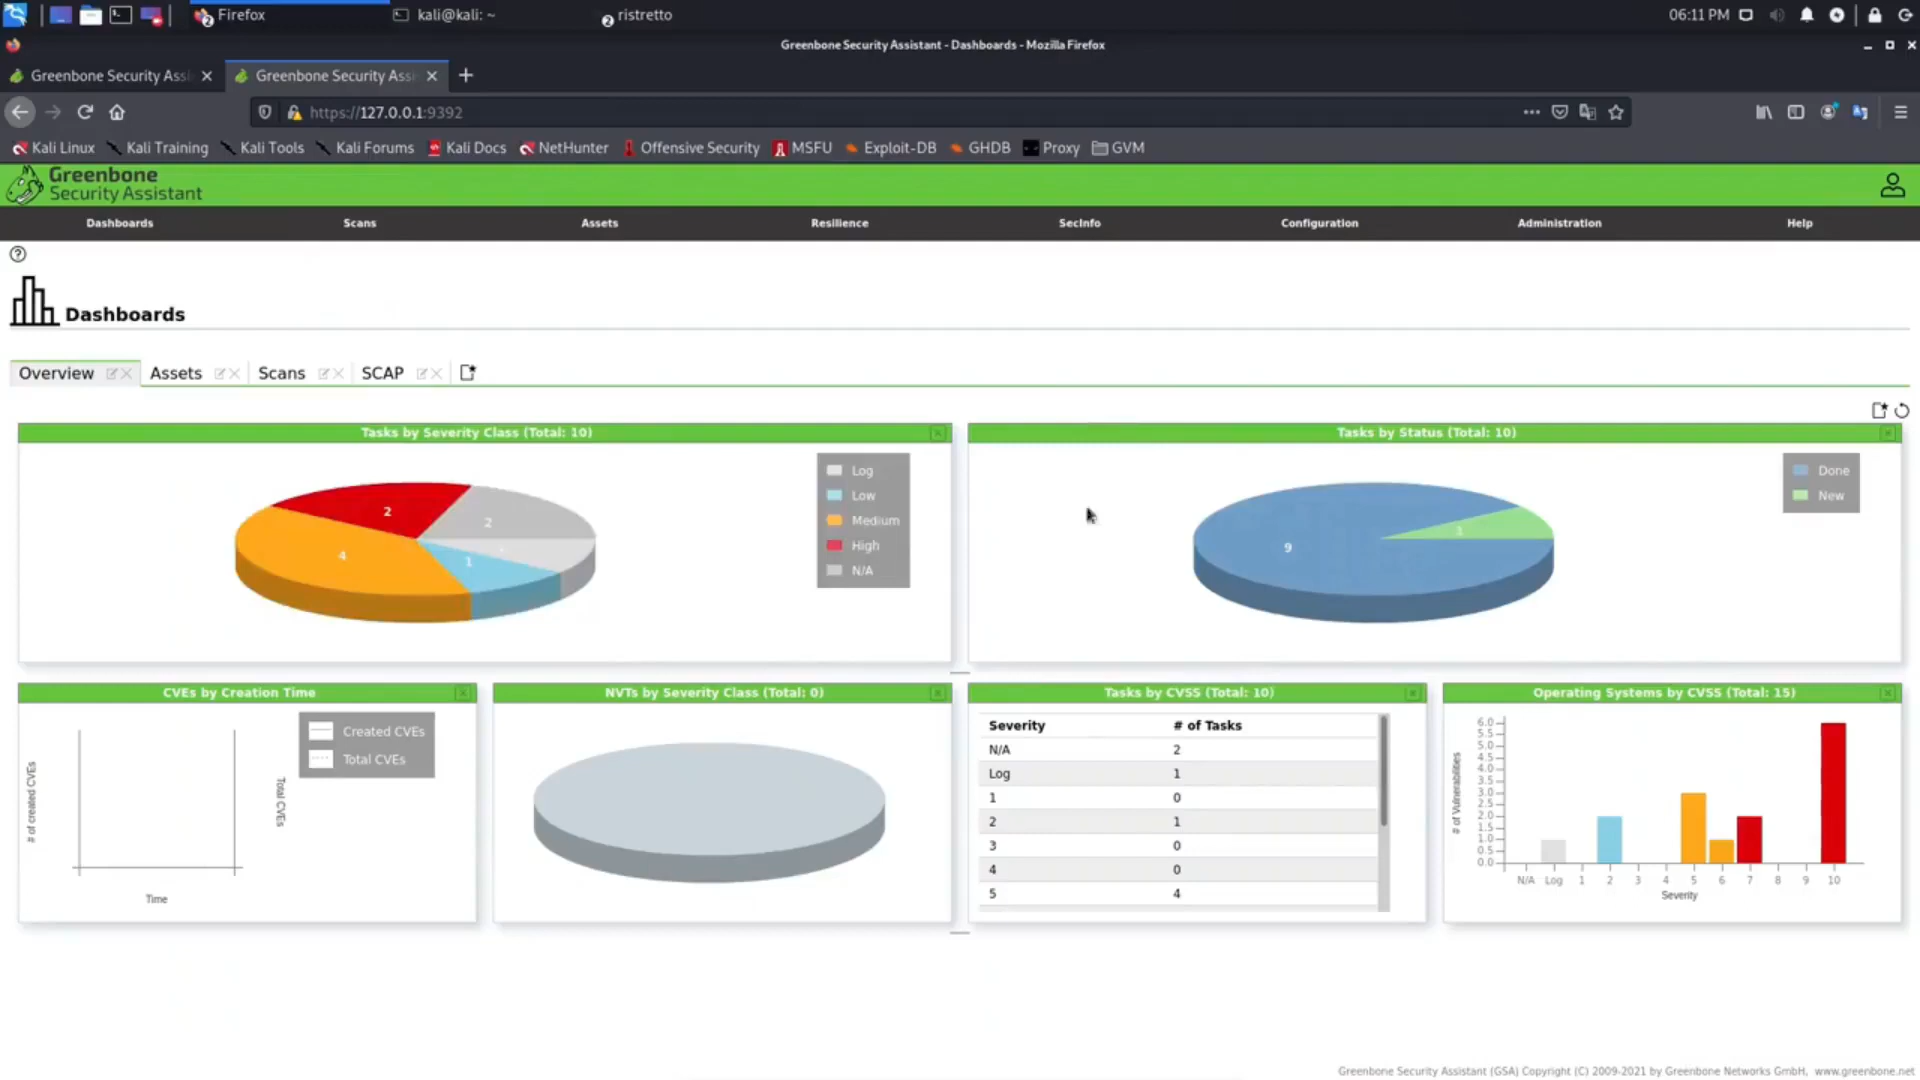 Firefox
kali@kali: ~
ristretto
06:11 PM
Greenbone Security Assistant - Dashboards - Mozilla Firefox
Greenbone Security Assi
Greenbone Security Assi
https://127.0.0.1:9392
Kali Linux Kali Training Kali Tools Kali Forums Kali Docs NetHunter Offensive Security MSFU Exploit-DB GHDB Proxy GVM
Greenbone
Security Assistant
Dashboards Scans Assets Resilience SecInfo Configuration Administration Help
Dashboards
Overview Assets Scans SCAP
Tasks by Severity Class (Total: 10)
2
2
4
1
Log
Low
Medium
High
N/A
Tasks by Status (Total: 10)
9
1
Done
New
CVEs by Creation Time
# of created CVEs
Total CVEs
Time
Created CVEs
Total CVEs
NVTs by Severity Class (Total: 0)
Tasks by CVSS (Total: 10)
Severity # of Tasks
N/A 2
Log 1
1 0
2 1
3 0
4 0
5 4
Operating Systems by CVSS (Total: 15)
# of Vulnerabilities
6.0
5.5
5.0
4.5
4.0
3.5
3.0
2.5
2.0
1.5
1.0
0.5
0.0
N/A Log 1 2 3 4 5 6 7 8 9 10
Severity
Greenbone Security Assistant (GSA) Copyright (C) 2009-2021 by Greenbone Networks GmbH, www.greenbone.net